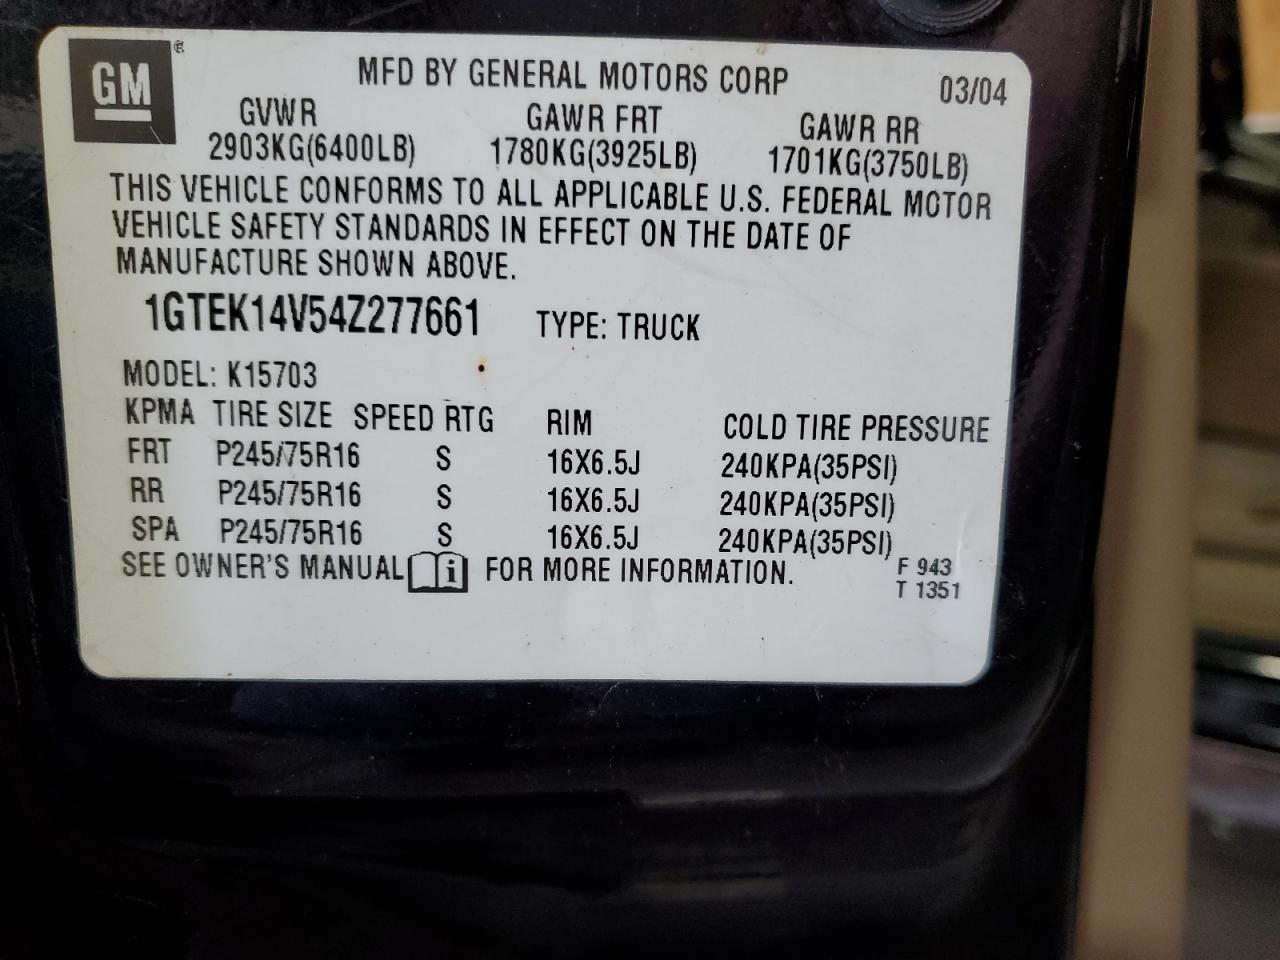 GM ®
MFD BY GENERAL MOTORS CORP 03/04
GVWR GAWR FRT GAWR RR
2903KG(6400LB) 1780KG(3925LB) 1701KG(3750LB)
THIS VEHICLE CONFORMS TO ALL APPLICABLE U.S. FEDERAL MOTOR
VEHICLE SAFETY STANDARDS IN EFFECT ON THE DATE OF
MANUFACTURE SHOWN ABOVE.
1GTEK14V54Z277661 TYPE: TRUCK
MODEL: K15703
KPMA TIRE SIZE SPEED RTG RIM COLD TIRE PRESSURE
FRT P245/75R16 S 16X6.5J 240KPA(35PSI)
RR P245/75R16 S 16X6.5J 240KPA(35PSI)
SPA P245/75R16 S 16X6.5J 240KPA(35PSI)
SEE OWNER'S MANUAL i FOR MORE INFORMATION.
F 943
T 1351